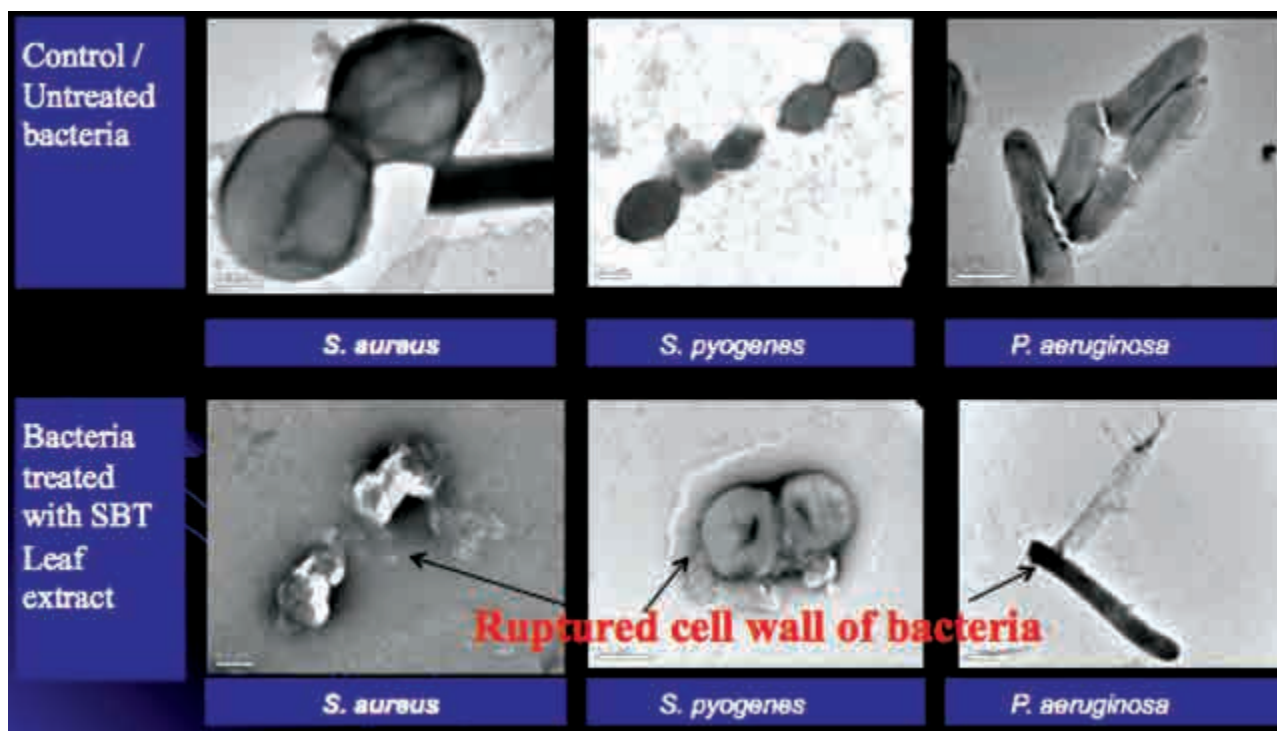 Control /
Untreated
bacteria
S. aureus
S. pyogenes
P. aeruginosa
Bacteria
treated
with SBT
Leaf
extract
Ruptured cell wall of bacteria
S. aureus
S. pyogenes
P. aeruginosa